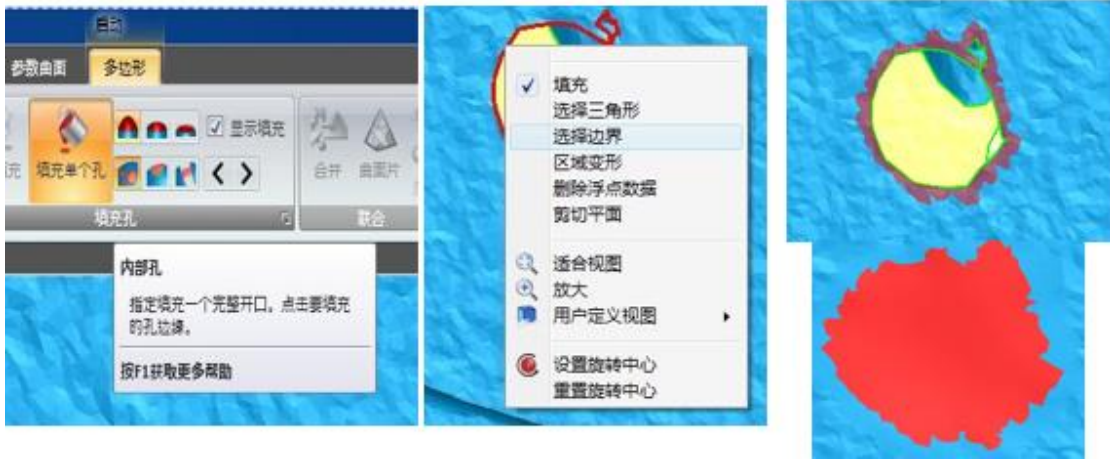 自动
参数曲面 多边形
填充单个孔
显示填充
合并 曲面片
填充孔
联合
内部孔
指定填充一个完整开口。点击要填充
的孔边缘。
按F1获取更多帮助
填充
选择三角形
选择边界
区域变形
删除浮点数据
剪切平面
适合视图
放大
用户定义视图
设置旋转中心
重置旋转中心